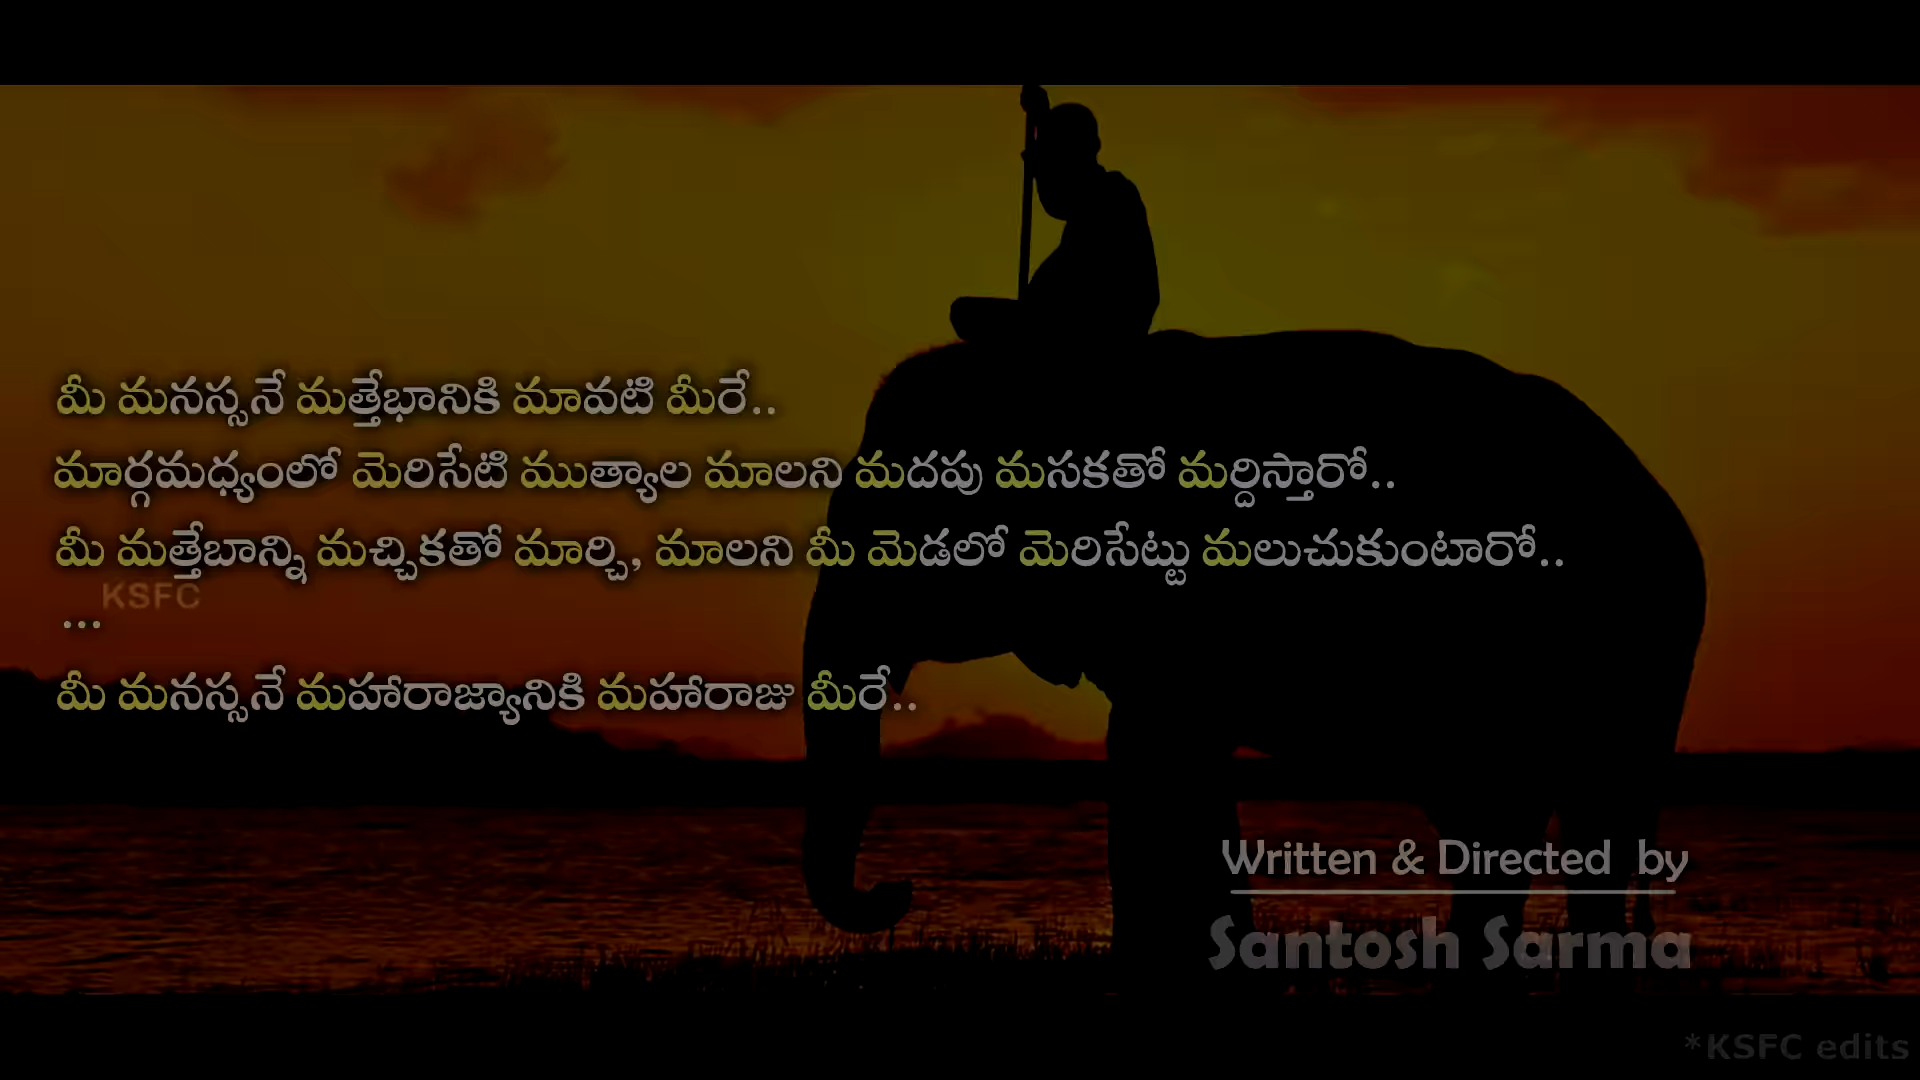 మీ మనస్సనే మత్తేభానికి మావటి మీరే..
మార్గమధ్యంలో మెరిసేటి ముత్యాల మాలని మదపు మసకతో మర్దిస్తారో..
మీ మత్తేబాన్ని మచ్చికతో మార్చి, మాలని మీ మెడలో మెరిసేట్టు మలుచుకుంటారో..
KSFC
...
మీ మనస్సనే మహారాజ్యానికి మహారాజు మీరే..
Written & Directed by
Santosh Sarma
*KSFC edits